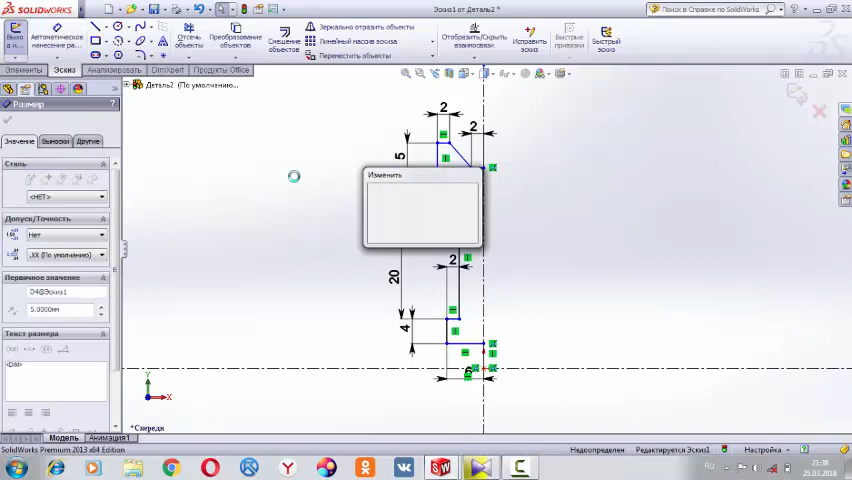 SOLIDWORKS
Эскиз1 от Деталь2 *
Поиск в Справке по SolidWorks
Выхо
д и...
Автоматическое
нанесение ра...
Отсечь
объекты
Преобразование
объектов
Смещение
объектов
Зеркально отразить объекты
Линейный массив эскиза
Переместить объекты
Отобразить/Скрыть
взаимосвязи
Исправить
эскиз
Быстрые
привязки
Быстрый
эскиз
Элементы
Эскиз
Анализировать
DimXpert
Продукты Office
Деталь2 (По умолчанию...
Размер
Значение
Выноски
Другие
Стиль
<НЕТ>
Допуск/Точность
Нет
.XX (По умолчанию)
Первичное значение
D4@Эскиз1
5.0000мм
Текст размера
<DIM>
2
2
5
Изменить
2
20
4
6
Y
X
*Спереди
Модель
Анимация1
SolidWorks Premium 2013 x64 Edition
Недоопределен
Редактируется Эскиз1
RU
21:38
25.03.2018